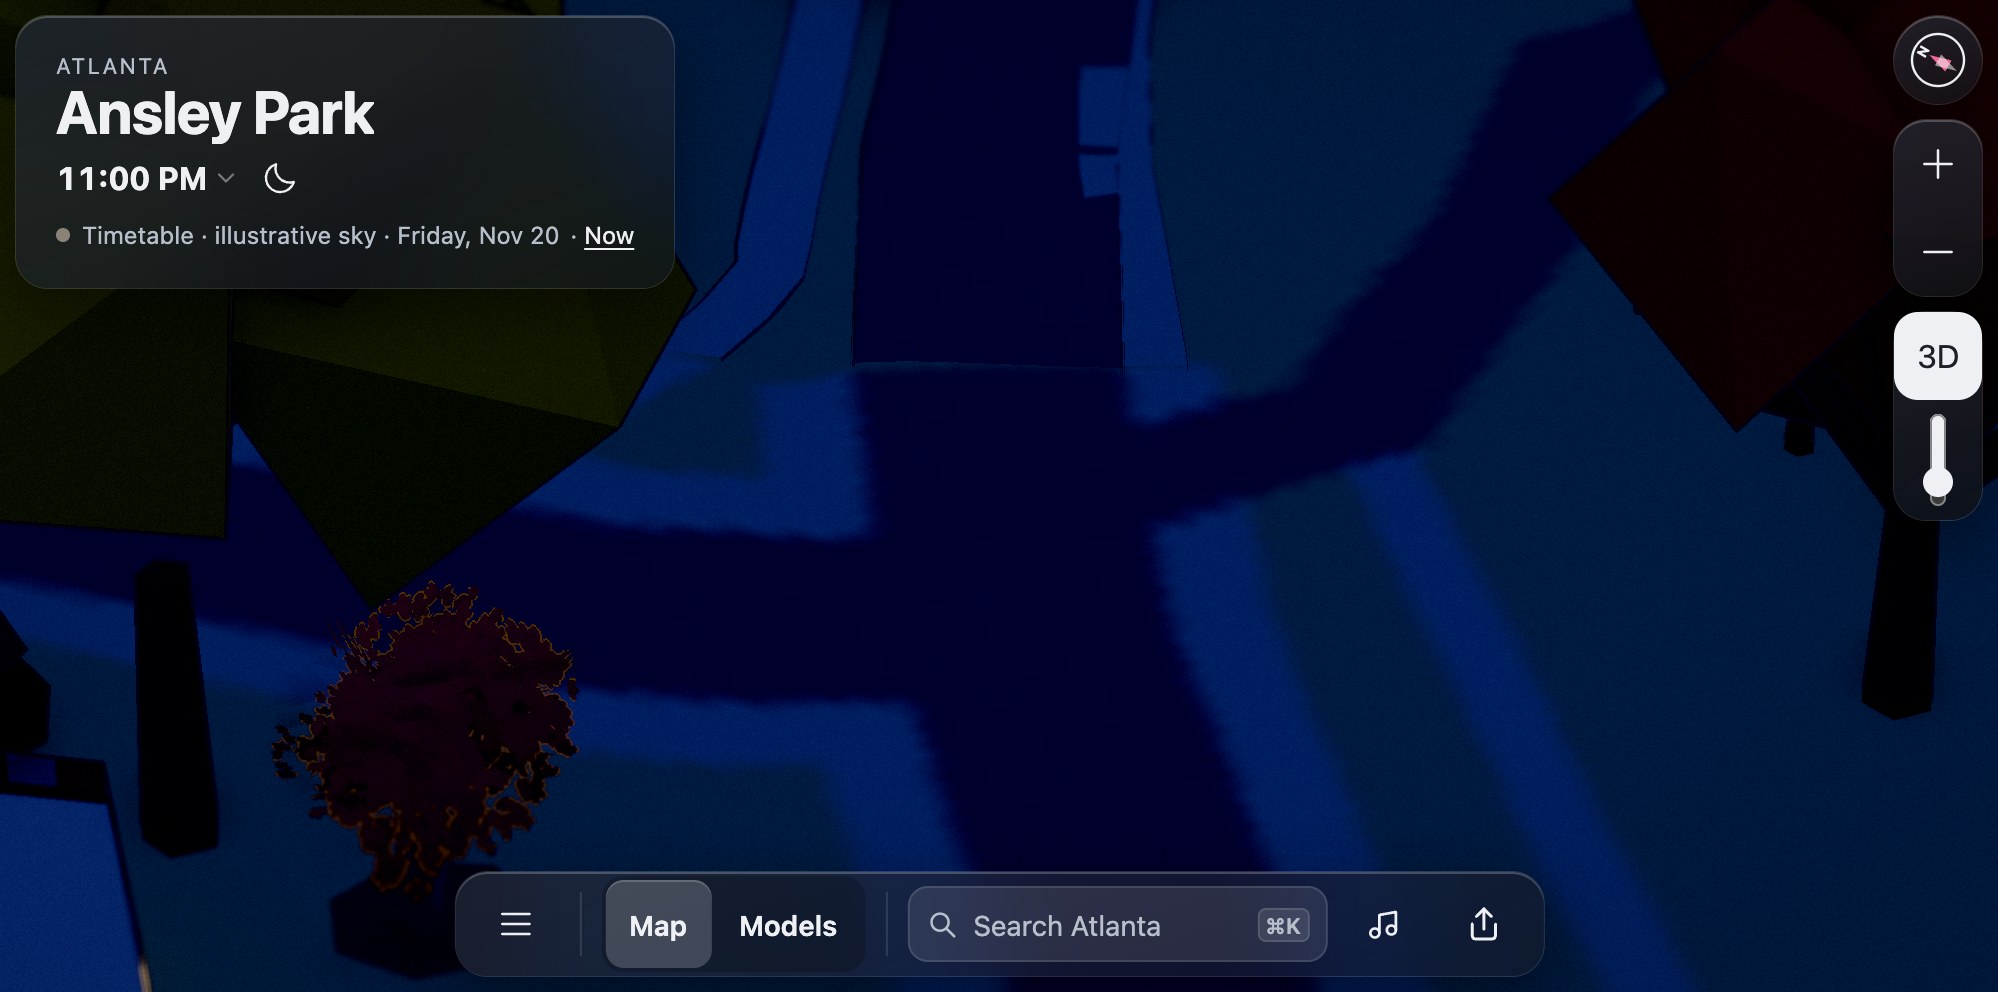 ATLANTA
Ansley Park
11:00 PM
Timetable · illustrative sky · Friday, Nov 20 · Now
N
3D
Map
Models
Search Atlanta
⌘K